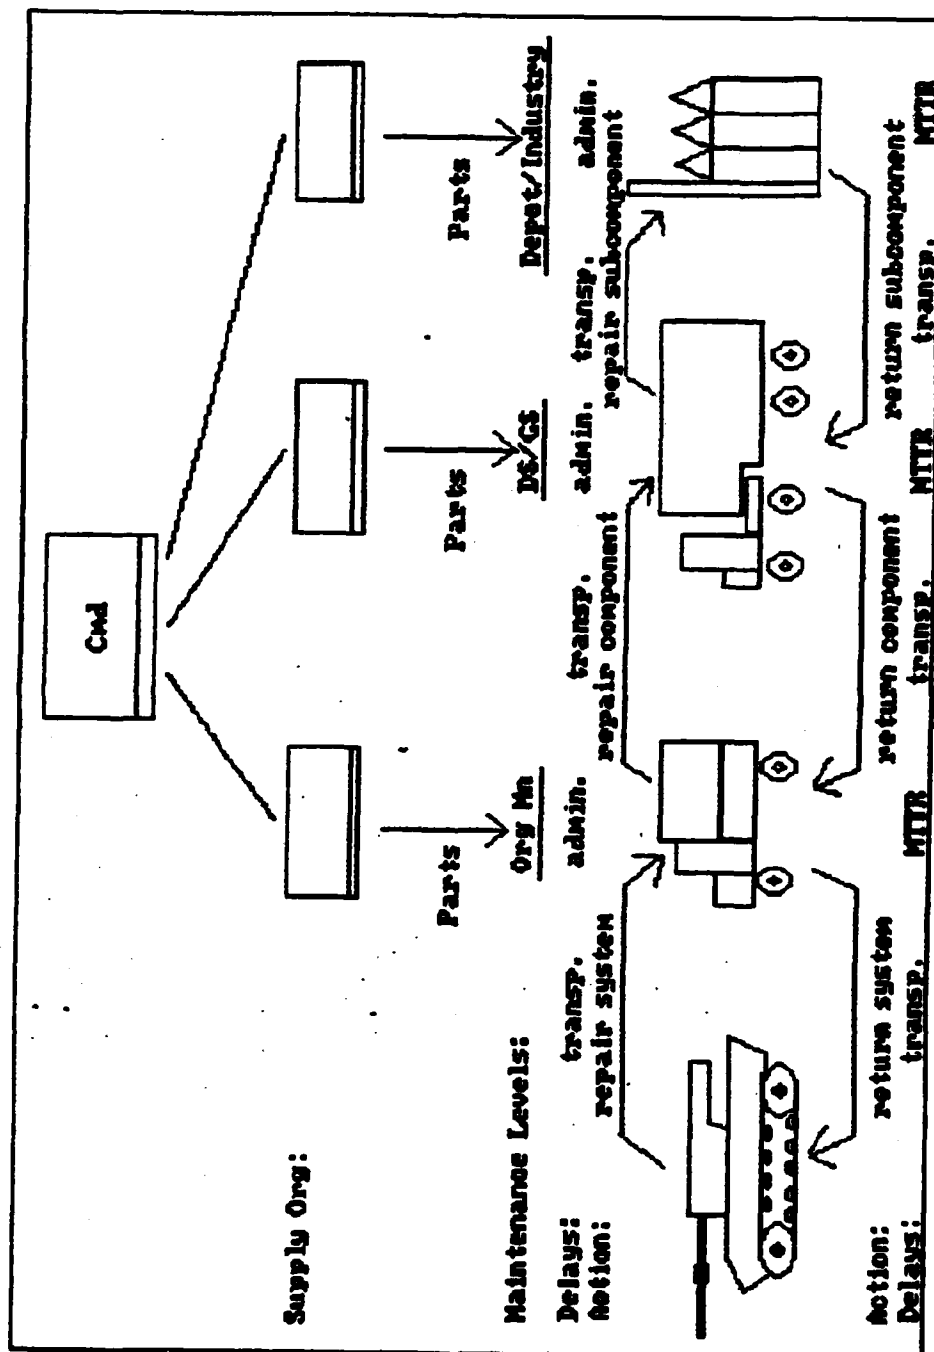 Cmd
Supply Org:
Parts Parts Parts
Maintenance Levels: Org Mn DS/GS Depot/Industry
Delays: transp. admin. transp. admin. transp. admin.
Action: repair system repair component repair subcomponent
Action: return system return component return subcomponent
Delays: transp. MTTR transp. MTTR transp. MTTR